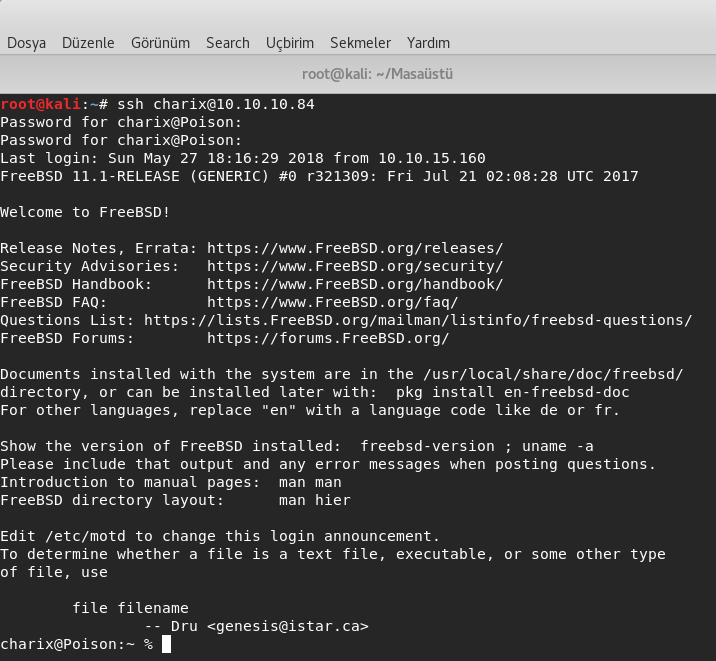 Dosya Düzenle Görünüm Search Uçbirim Sekmeler Yardım
root@kali: ~/Masaüstü
root@kali:~# ssh charix@10.10.10.84
Password for charix@Poison:
Password for charix@Poison:
Last login: Sun May 27 18:16:29 2018 from 10.10.15.160
FreeBSD 11.1-RELEASE (GENERIC) #0 r321309: Fri Jul 21 02:08:28 UTC 2017
Welcome to FreeBSD!
Release Notes, Errata: https://www.FreeBSD.org/releases/
Security Advisories:   https://www.FreeBSD.org/security/
FreeBSD Handbook:      https://www.FreeBSD.org/handbook/
FreeBSD FAQ:           https://www.FreeBSD.org/faq/
Questions List: https://lists.FreeBSD.org/mailman/listinfo/freebsd-questions/
FreeBSD Forums:        https://forums.FreeBSD.org/
Documents installed with the system are in the /usr/local/share/doc/freebsd/
directory, or can be installed later with:  pkg install en-freebsd-doc
For other languages, replace "en" with a language code like de or fr.
Show the version of FreeBSD installed:  freebsd-version ; uname -a
Please include that output and any error messages when posting questions.
Introduction to manual pages:  man man
FreeBSD directory layout:      man hier
Edit /etc/motd to change this login announcement.
To determine whether a file is a text file, executable, or some other type
of file, use
file filename
-- Dru <genesis@istar.ca>
charix@Poison:~ %